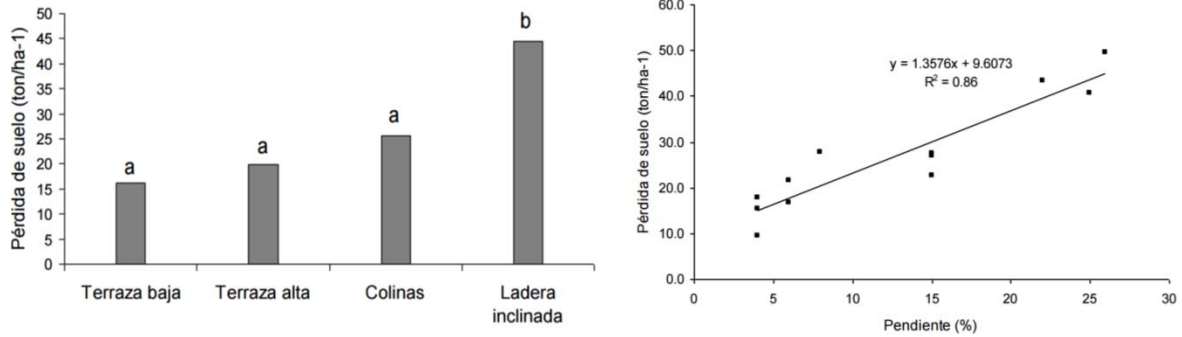 Pérdida de suelo (ton/ha-1)
50
45
40
35
30
25
20
15
10
5
0
a
a
a
b
Terraza baja
Terraza alta
Colinas
Ladera
inclinada
Pérdida de suelo (ton/ha-1)
60.0
50.0
40.0
30.0
20.0
10.0
0.0
y = 1.3576x + 9.6073
R² = 0.86
0
5
10
15
20
25
30
Pendiente (%)